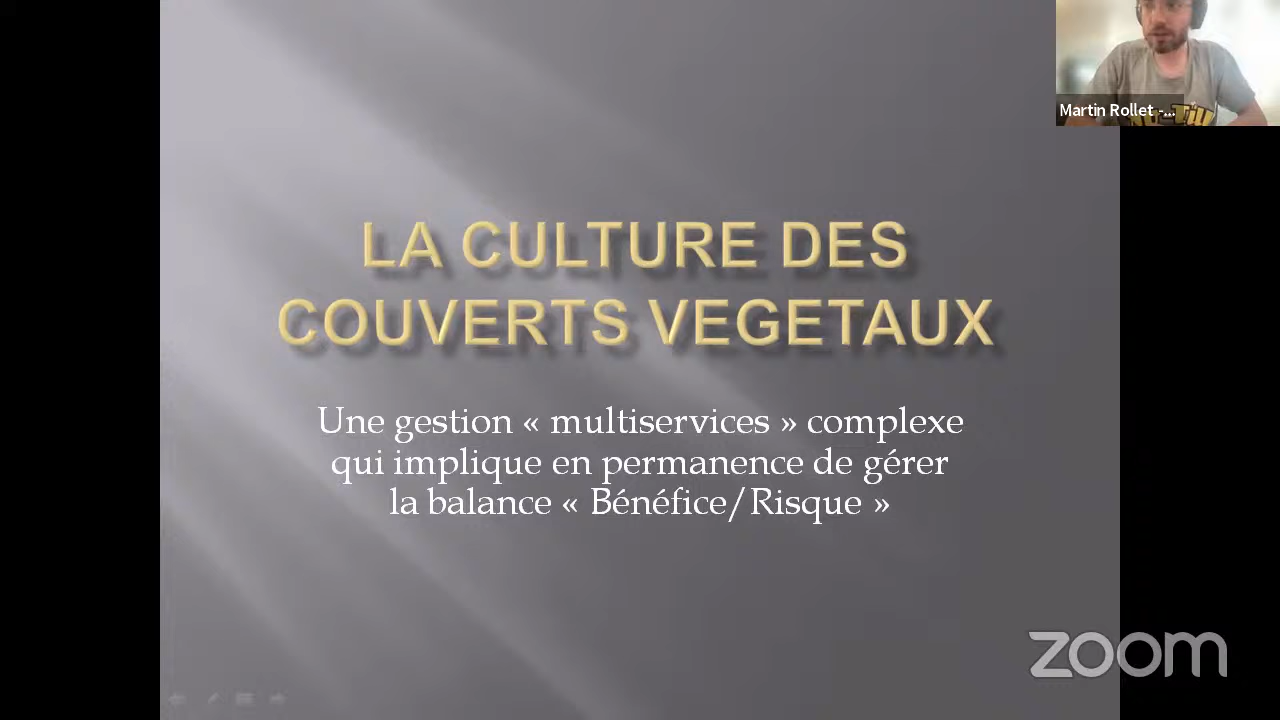 Martin Rollet -...
LA CULTURE DES
COUVERTS VEGETAUX
Une gestion « multiservices » complexe
qui implique en permanence de gérer
la balance « Bénéfice/Risque »
zoom